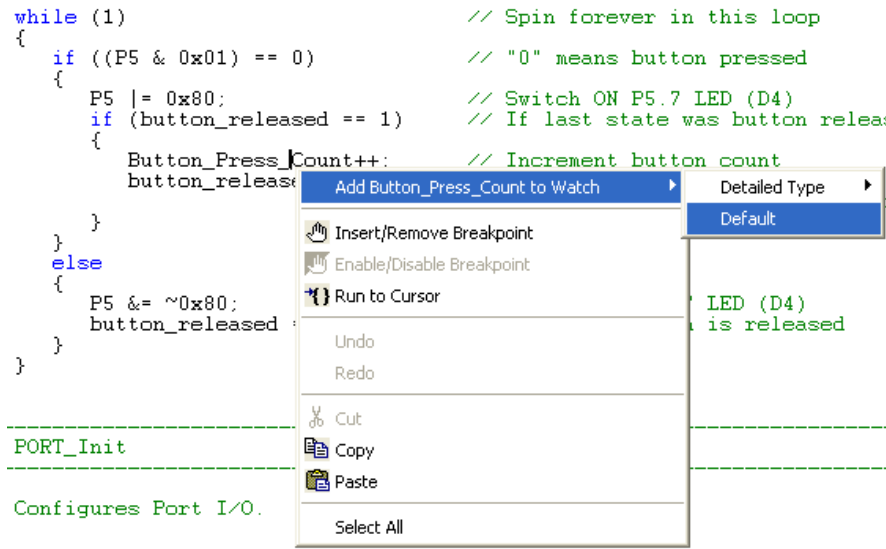 while (1) // Spin forever in this loop
{
if ((P5 & 0x01) == 0) // "0" means button pressed
{
P5 |= 0x80; // Switch ON P5.7 LED (D4)
if (button_released == 1) // If last state was button relea
{
Button_Press_Count++; // Increment button count
button_release
Add Button_Press_Count to Watch
Detailed Type
Default
}
Insert/Remove Breakpoint
}
else
Enable/Disable Breakpoint
{
P5 &= ~0x80; LED (D4)
Run to Cursor
button_released is released
}
Undo
}
Redo
Cut
PORT_Init
Copy
Paste
Configures Port I/O.
Select All